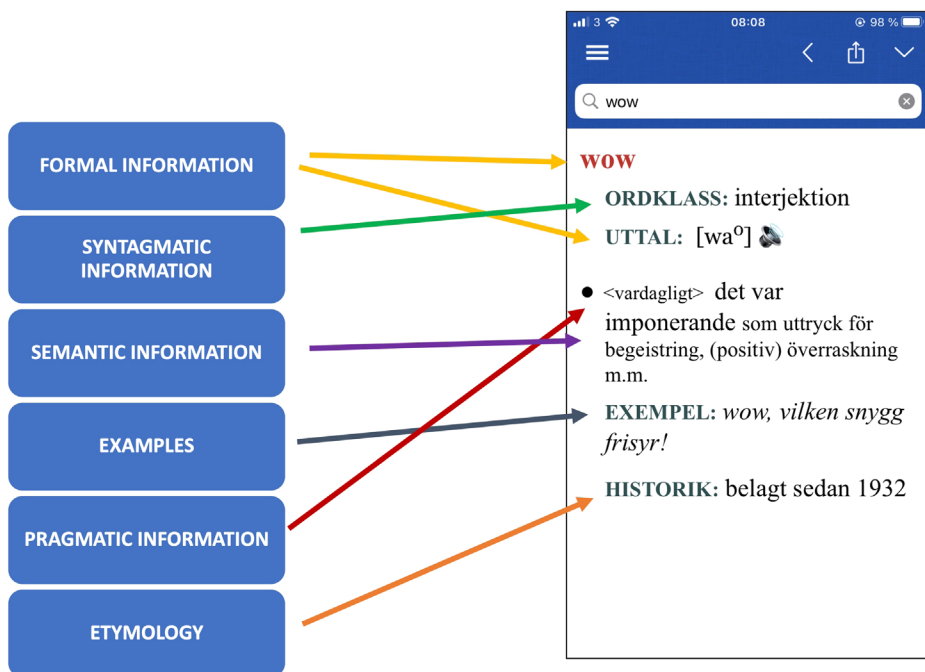 FORMAL INFORMATION
SYNTAGMATIC
INFORMATION
SEMANTIC INFORMATION
EXAMPLES
PRAGMATIC INFORMATION
ETYMOLOGY
3 08:08 98 %
wow
wow
ORDKLASS: interjektion
UTTAL: [waº]
● <vardagligt> det var
imponerande som uttryck för
begeistring, (positiv) överraskning
m.m.
EXEMPEL: wow, vilken snygg
frisyr!
HISTORIK: belagt sedan 1932